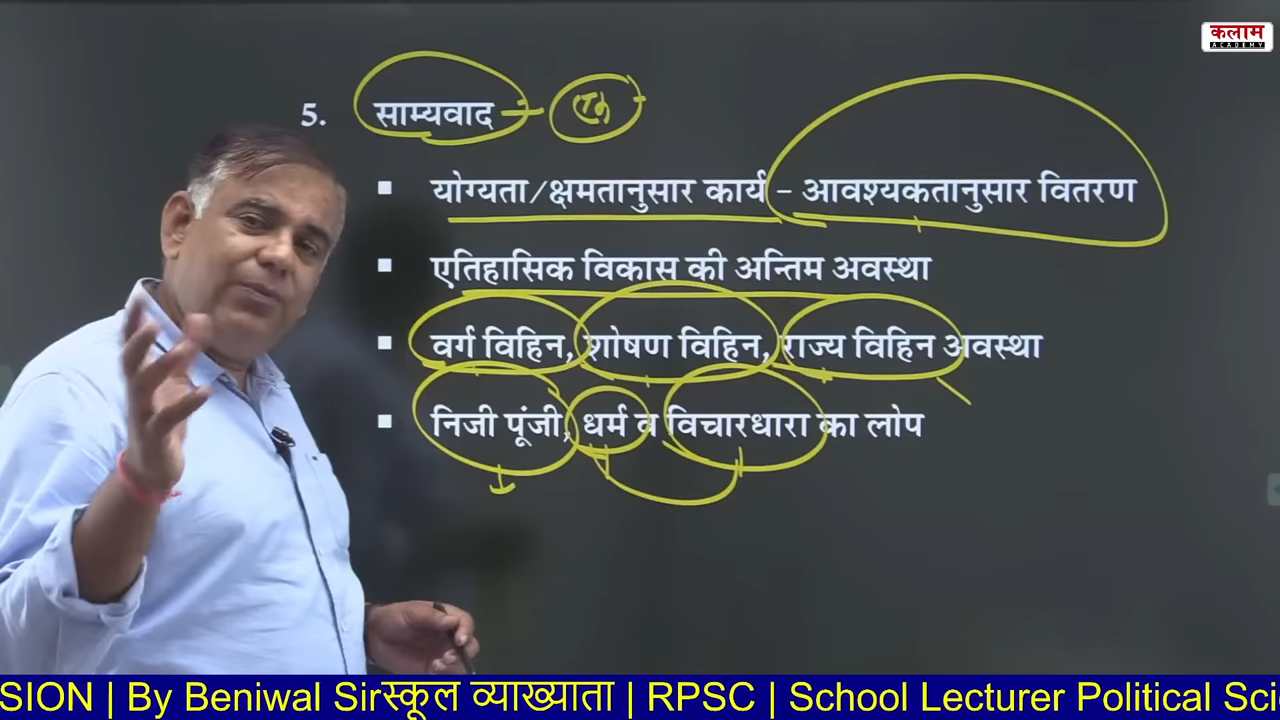 कलाम
ACADEMY
5. साम्यवाद
▪ योग्यता/क्षमतानुसार कार्य – आवश्यकतानुसार वितरण
▪ एतिहासिक विकास की अन्तिम अवस्था
▪ वर्ग विहिन, शोषण विहिन, राज्य विहिन अवस्था
▪ निजी पूंजी, धर्म व विचारधारा का लोप
SION | By Beniwal Sirस्कूल व्याख्याता | RPSC | School Lecturer Political Sci